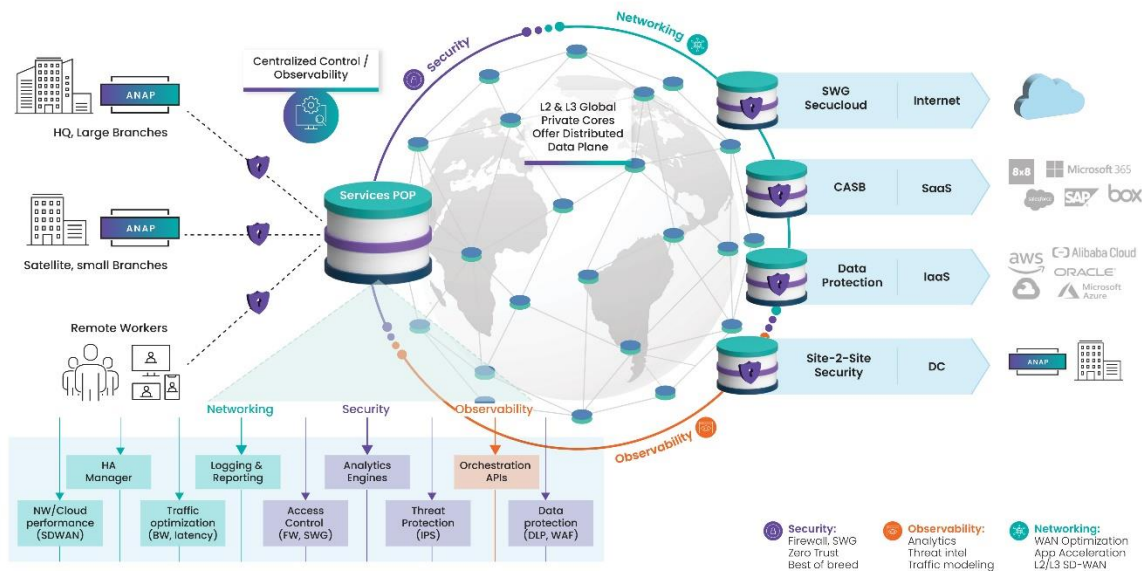 Centralized Control /
Observability
Security
Networking
ANAP
HQ, Large Branches
L2 & L3 Global
Private Cores
Offer Distributed
Data Plane
SWG
Secucloud
Internet
Services POP
CASB
SaaS
8x8
Microsoft 365
salesforce
SAP
box
ANAP
Satellite, small Branches
Data
Protection
IaaS
aws
Alibaba Cloud
ORACLE
Microsoft
Azure
Remote Workers
Site-2-Site
Security
DC
ANAP
Observability
Networking
Security
Observability
HA
Manager
Logging &
Reporting
Analytics
Engines
Orchestration
APIs
NW/Cloud
performance
(SDWAN)
Traffic
optimization
(BW, latency)
Access
Control
(FW, SWG)
Threat
Protection
(IPS)
Data
protection
(DLP, WAF)
Security:
Firewall, SWG
Zero Trust
Best of breed
Observability:
Analytics
Threat intel
Traffic modeling
Networking:
WAN Optimization
App Acceleration
L2/L3 SD-WAN